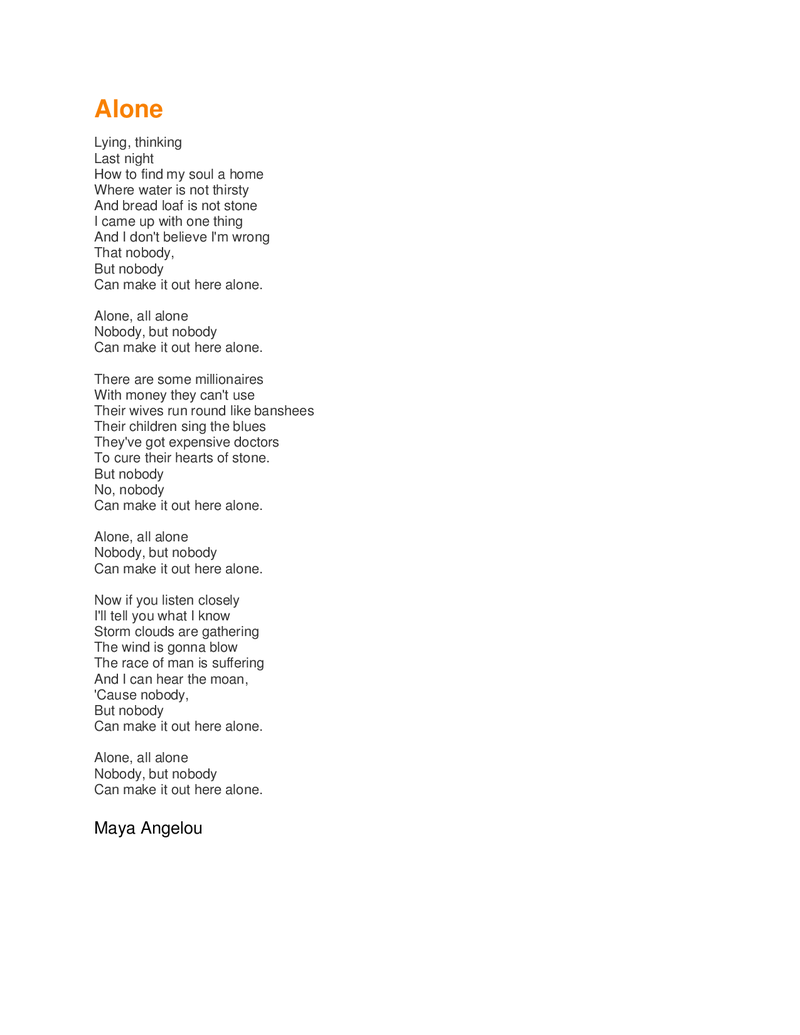 Alone
Lying, thinking
Last night
How to find my soul a home
Where water is not thirsty
And bread loaf is not stone
I came up with one thing
And I don't believe I'm wrong
That nobody,
But nobody
Can make it out here alone.
Alone, all alone
Nobody, but nobody
Can make it out here alone.
There are some millionaires
With money they can't use
Their wives run round like banshees
Their children sing the blues
They've got expensive doctors
To cure their hearts of stone.
But nobody
No, nobody
Can make it out here alone.
Alone, all alone
Nobody, but nobody
Can make it out here alone.
Now if you listen closely
I'll tell you what I know
Storm clouds are gathering
The wind is gonna blow
The race of man is suffering
And I can hear the moan,
'Cause nobody,
But nobody
Can make it out here alone.
Alone, all alone
Nobody, but nobody
Can make it out here alone.
Maya Angelou